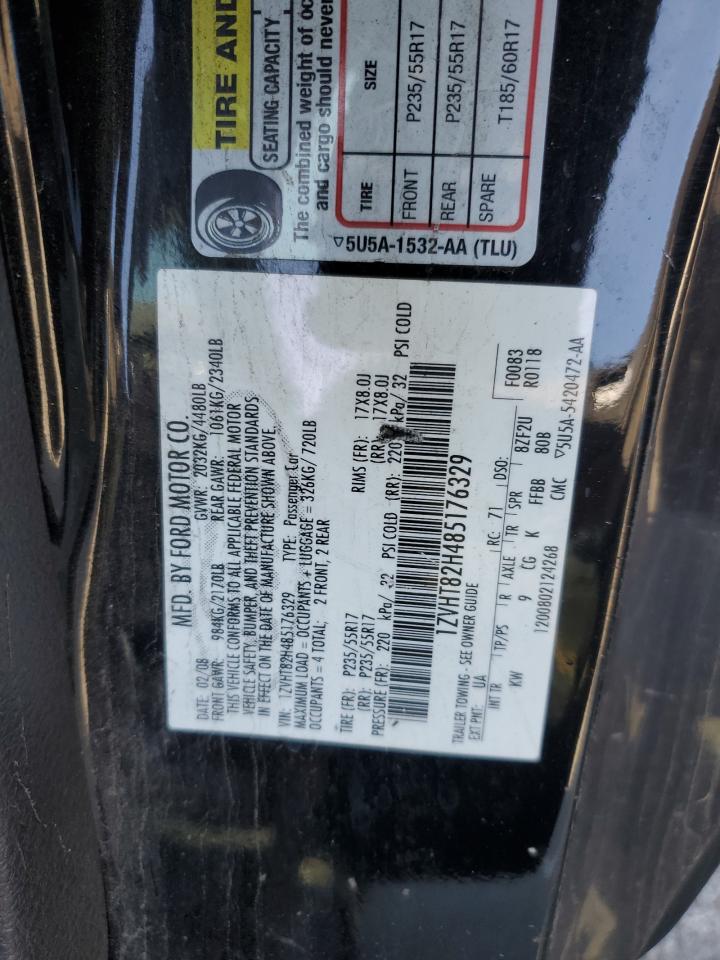 TIRE AND
SEATING CAPACITY
The combined weight of oc
and cargo should never
TIRE SIZE
FRONT P235/55R17
REAR P235/55R17
SPARE T185/60R17
▽5U5A-1532-AA (TLU)
MFD. BY FORD MOTOR CO.
DATE: 02/08 GVWR: 2032KG/4480LB
FRONT GAWR: 984KG/2170LB REAR GAWR: 1061KG/2340LB
THIS VEHICLE CONFORMS TO ALL APPLICABLE FEDERAL MOTOR
VEHICLE SAFETY, BUMPER, AND THEFT PREVENTION STANDARDS
IN EFFECT ON THE DATE OF MANUFACTURE SHOWN ABOVE.
VIN: 1ZVHT82H485176329 TYPE: Passenger Car
MAXIMUM LOAD = OCCUPANTS + LUGGAGE = 326KG/720LB
OCCUPANTS = 4 TOTAL; 2 FRONT, 2 REAR
TIRE (FR): P235/55R17 RIMS (FR): 17X8.0J
(RR): P235/55R17 (RR): 17X8.0J
PRESSURE (FR): 220 kPa/ 32 PSI COLD (RR): 220 kPa/ 32 PSI COLD
1ZVHT82H485176329
TRAILER TOWING - SEE OWNER GUIDE
EXT PNT: UA RC: 71 DSO: F0083
INT TR TP/PS R AXLE TR SPR R0118
KW 9 CG K FFBB 8ZF2U
1200802124268 CMC 80B
▽5U5A-5420472-AA